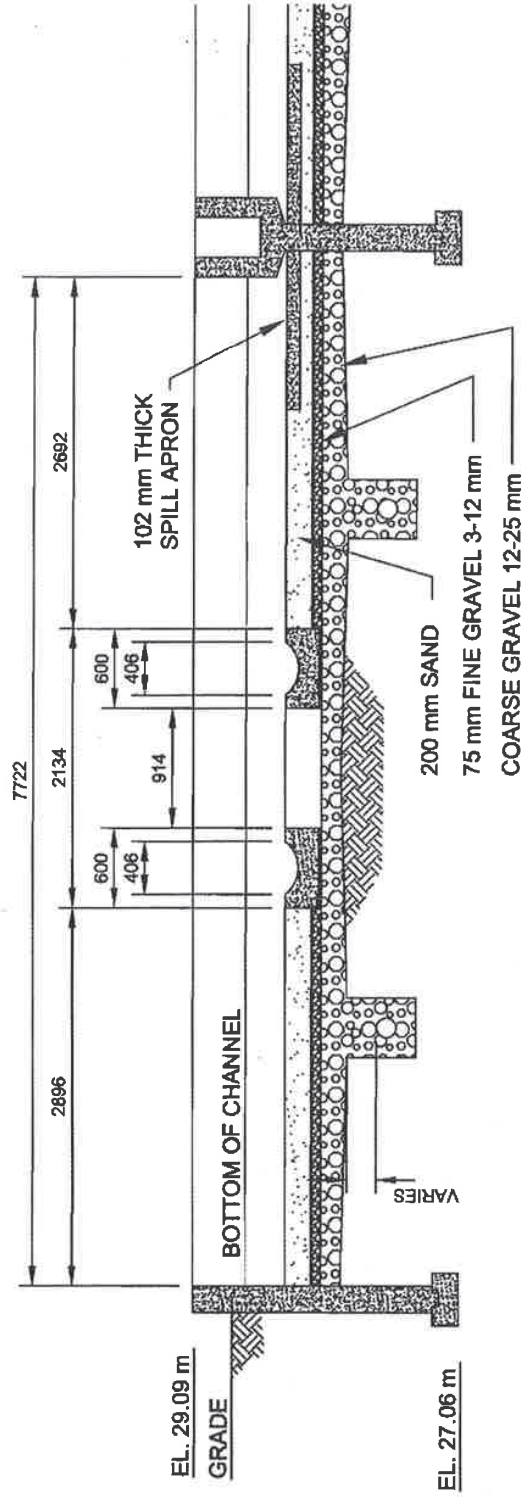 7722
2896
2134
2692
600
600
406
406
914
EL. 29.09 m
GRADE
BOTTOM OF CHANNEL
102 mm THICK
SPILL APRON
VARIES
EL. 27.06 m
200 mm SAND
75 mm FINE GRAVEL 3-12 mm
COARSE GRAVEL 12-25 mm